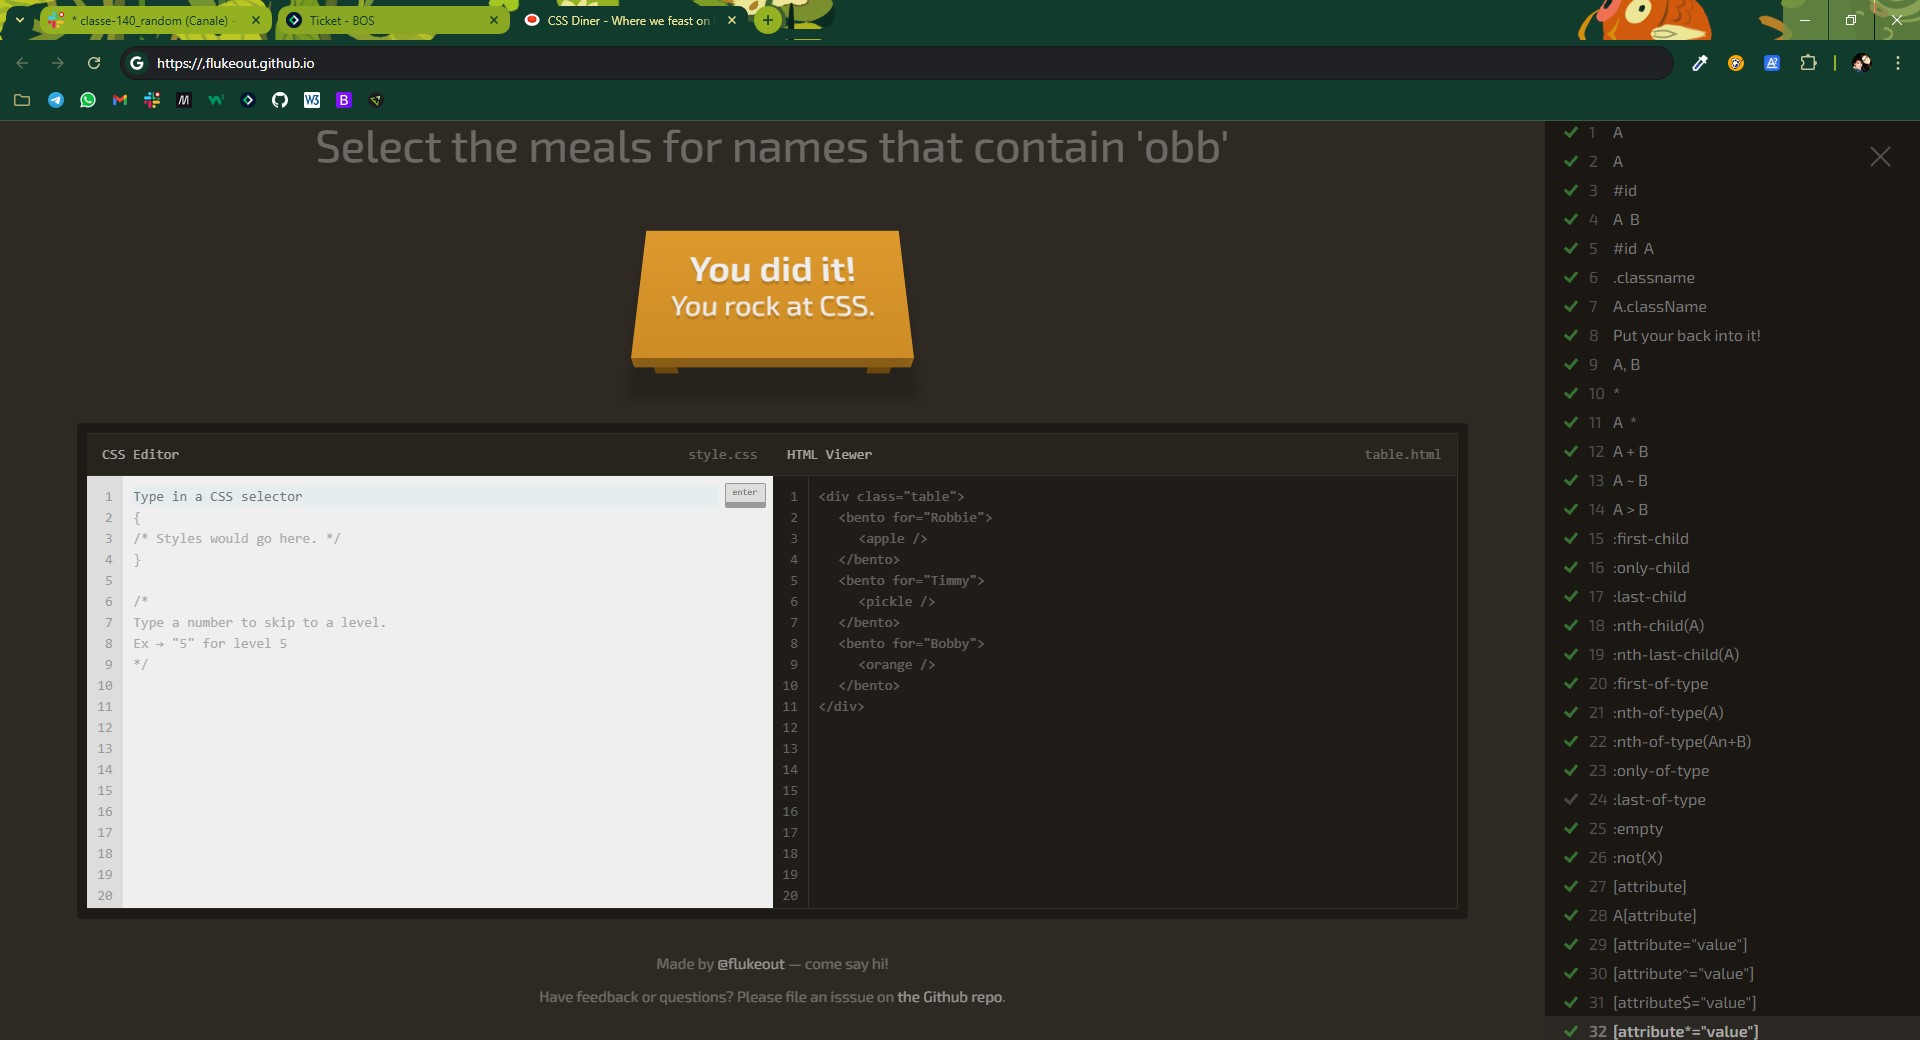 * classe-140_random (Canale) -
Ticket - BOS
CSS Diner - Where we feast on
https://,flukeout.github.io
Select the meals for names that contain 'obb'
You did it!
You rock at CSS.
CSS Editor
style.css
HTML Viewer
table.html
1 Type in a CSS selector
enter
2 {
3 /* Styles would go here. */
4 }
5
6 /*
7 Type a number to skip to a level.
8 Ex → "5" for level 5
9 */
10
11
12
13
14
15
16
17
18
19
20
1 <div class="table">
2 <bento for="Robbie">
3 <apple />
4 </bento>
5 <bento for="Timmy">
6 <pickle />
7 </bento>
8 <bento for="Bobby">
9 <orange />
10 </bento>
11 </div>
12
13
14
15
16
17
18
19
20
Made by @flukeout — come say hi!
Have feedback or questions? Please file an isssue on the Github repo.
1 A
2 A
3 #id
4 A B
5 #id A
6 .classname
7 A.className
8 Put your back into it!
9 A, B
10 *
11 A *
12 A + B
13 A ~ B
14 A > B
15 :first-child
16 :only-child
17 :last-child
18 :nth-child(A)
19 :nth-last-child(A)
20 :first-of-type
21 :nth-of-type(A)
22 :nth-of-type(An+B)
23 :only-of-type
24 :last-of-type
25 :empty
26 :not(X)
27 [attribute]
28 A[attribute]
29 [attribute="value"]
30 [attribute^="value"]
31 [attribute$="value"]
32 [attribute*="value"]